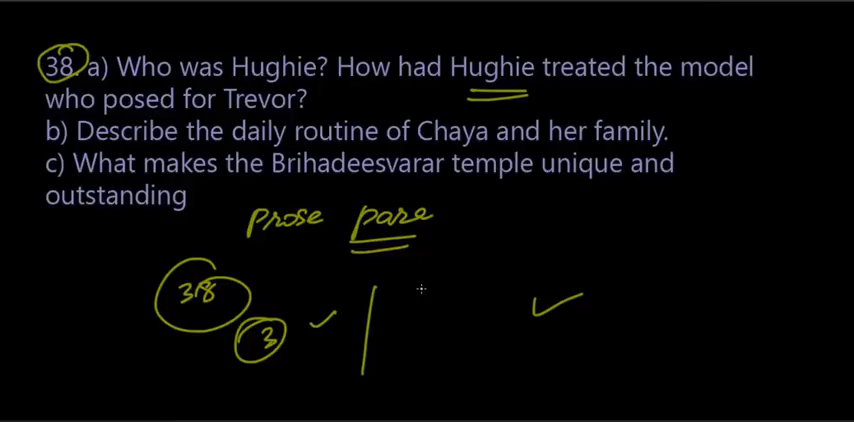 38. a) Who was Hughie? How had Hughie treated the model
who posed for Trevor?
b) Describe the daily routine of Chaya and her family.
c) What makes the Brihadeesvarar temple unique and
outstanding
Prose para
38
3